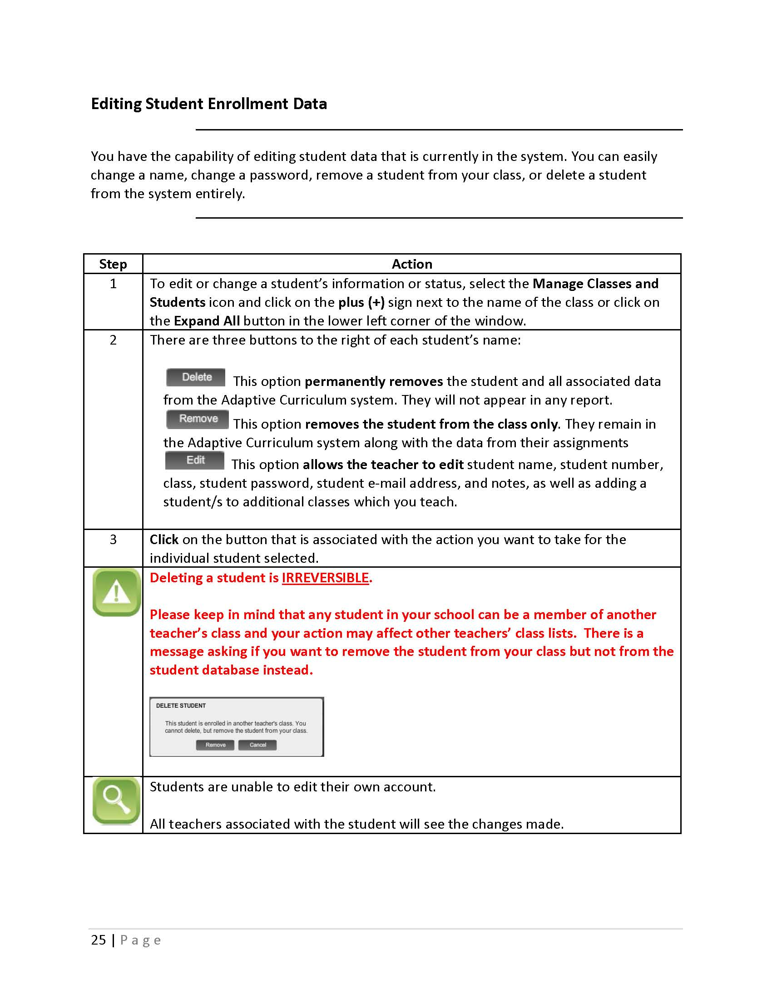 Editing Student Enrollment Data
You have the capability of editing student data that is currently in the system. You can easily
change a name, change a password, remove a student from your class, or delete a student
from the system entirely.
Step Action
1 To edit or change a student’s information or status, select the Manage Classes and
Students icon and click on the plus (+) sign next to the name of the class or click on
the Expand All button in the lower left corner of the window.
2 There are three buttons to the right of each student’s name:
Delete This option permanently removes the student and all associated data
from the Adaptive Curriculum system. They will not appear in any report.
Remove This option removes the student from the class only. They remain in
the Adaptive Curriculum system along with the data from their assignments
Edit This option allows the teacher to edit student name, student number,
class, student password, student e-mail address, and notes, as well as adding a
student/s to additional classes which you teach.
3 Click on the button that is associated with the action you want to take for the
individual student selected.
Deleting a student is IRREVERSIBLE.
Please keep in mind that any student in your school can be a member of another
teacher’s class and your action may affect other teachers’ class lists.  There is a
message asking if you want to remove the student from your class but not from the
student database instead.
DELETE STUDENT
This student is enrolled in another teacher's class. You
cannot delete, but remove the student from your class.
Remove Cancel
Students are unable to edit their own account.
All teachers associated with the student will see the changes made.
25 | Page